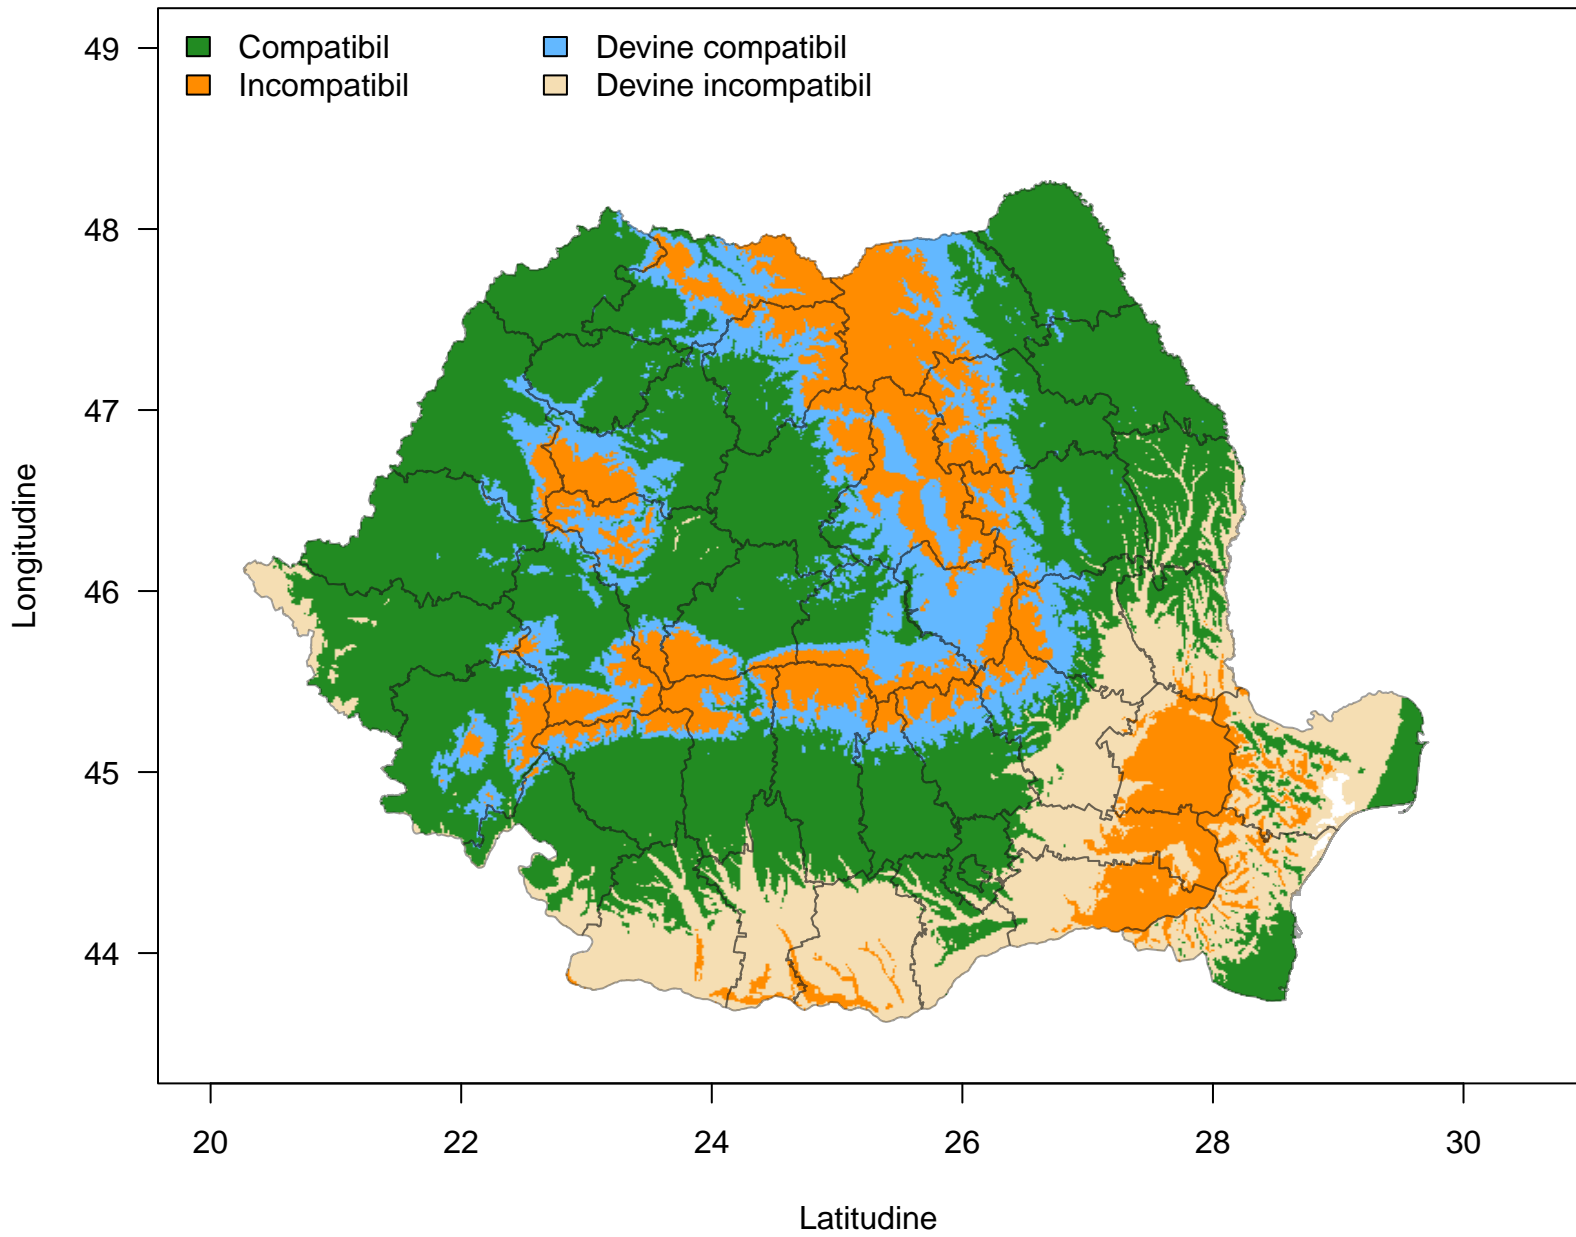 Compatibil
Devine compatibil
Incompatibil
Devine incompatibil
49
48
47
46
45
44
Longitudine
20 22 24 26 28 30
Latitudine